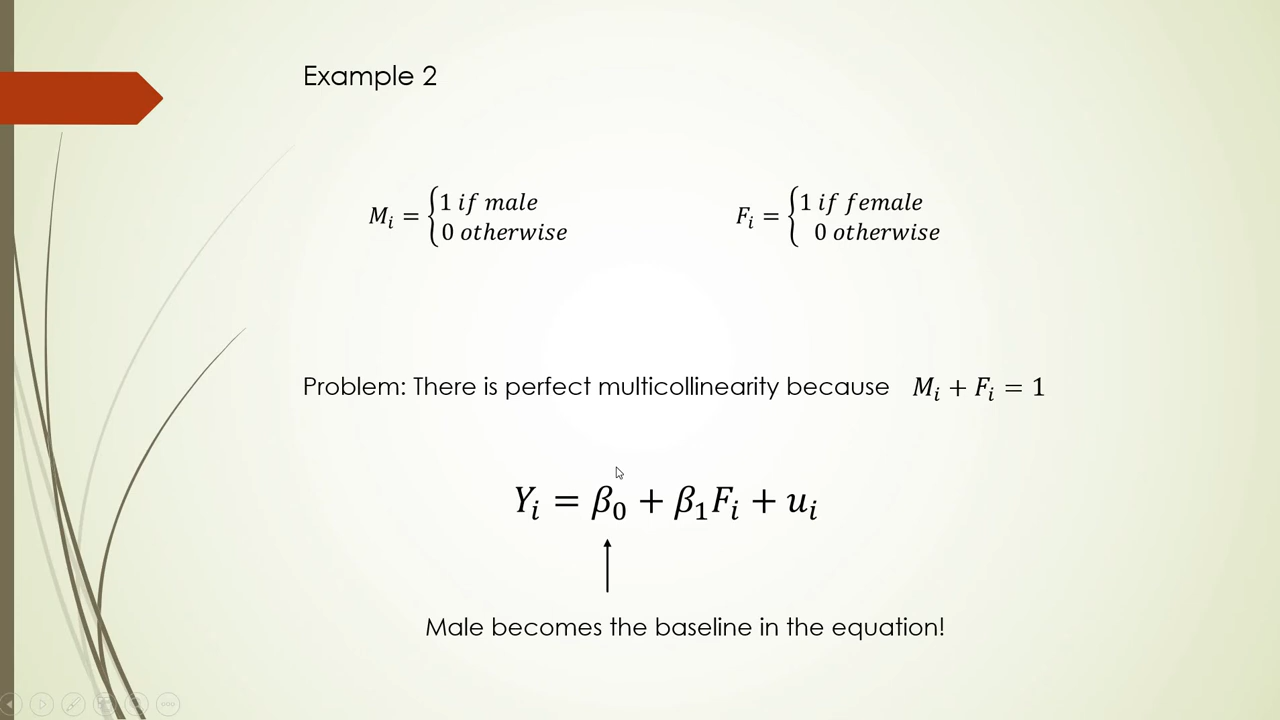 Example 2
Mᵢ = {1 if male
0 otherwise
Fᵢ = {1 if female
0 otherwise
Problem: There is perfect multicollinearity because Mᵢ + Fᵢ = 1
Yᵢ = β₀ + β₁Fᵢ + uᵢ
Male becomes the baseline in the equation!